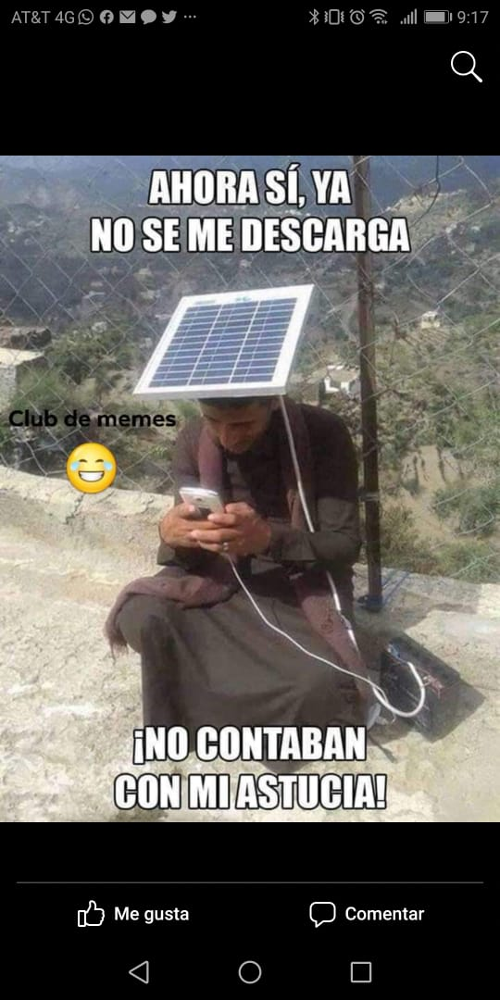 AT&T 4G ... 9:17
AHORA SÍ, YA
NO SE ME DESCARGA
Club de memes
¡NO CONTABAN
CON MI ASTUCIA!
Me gusta Comentar